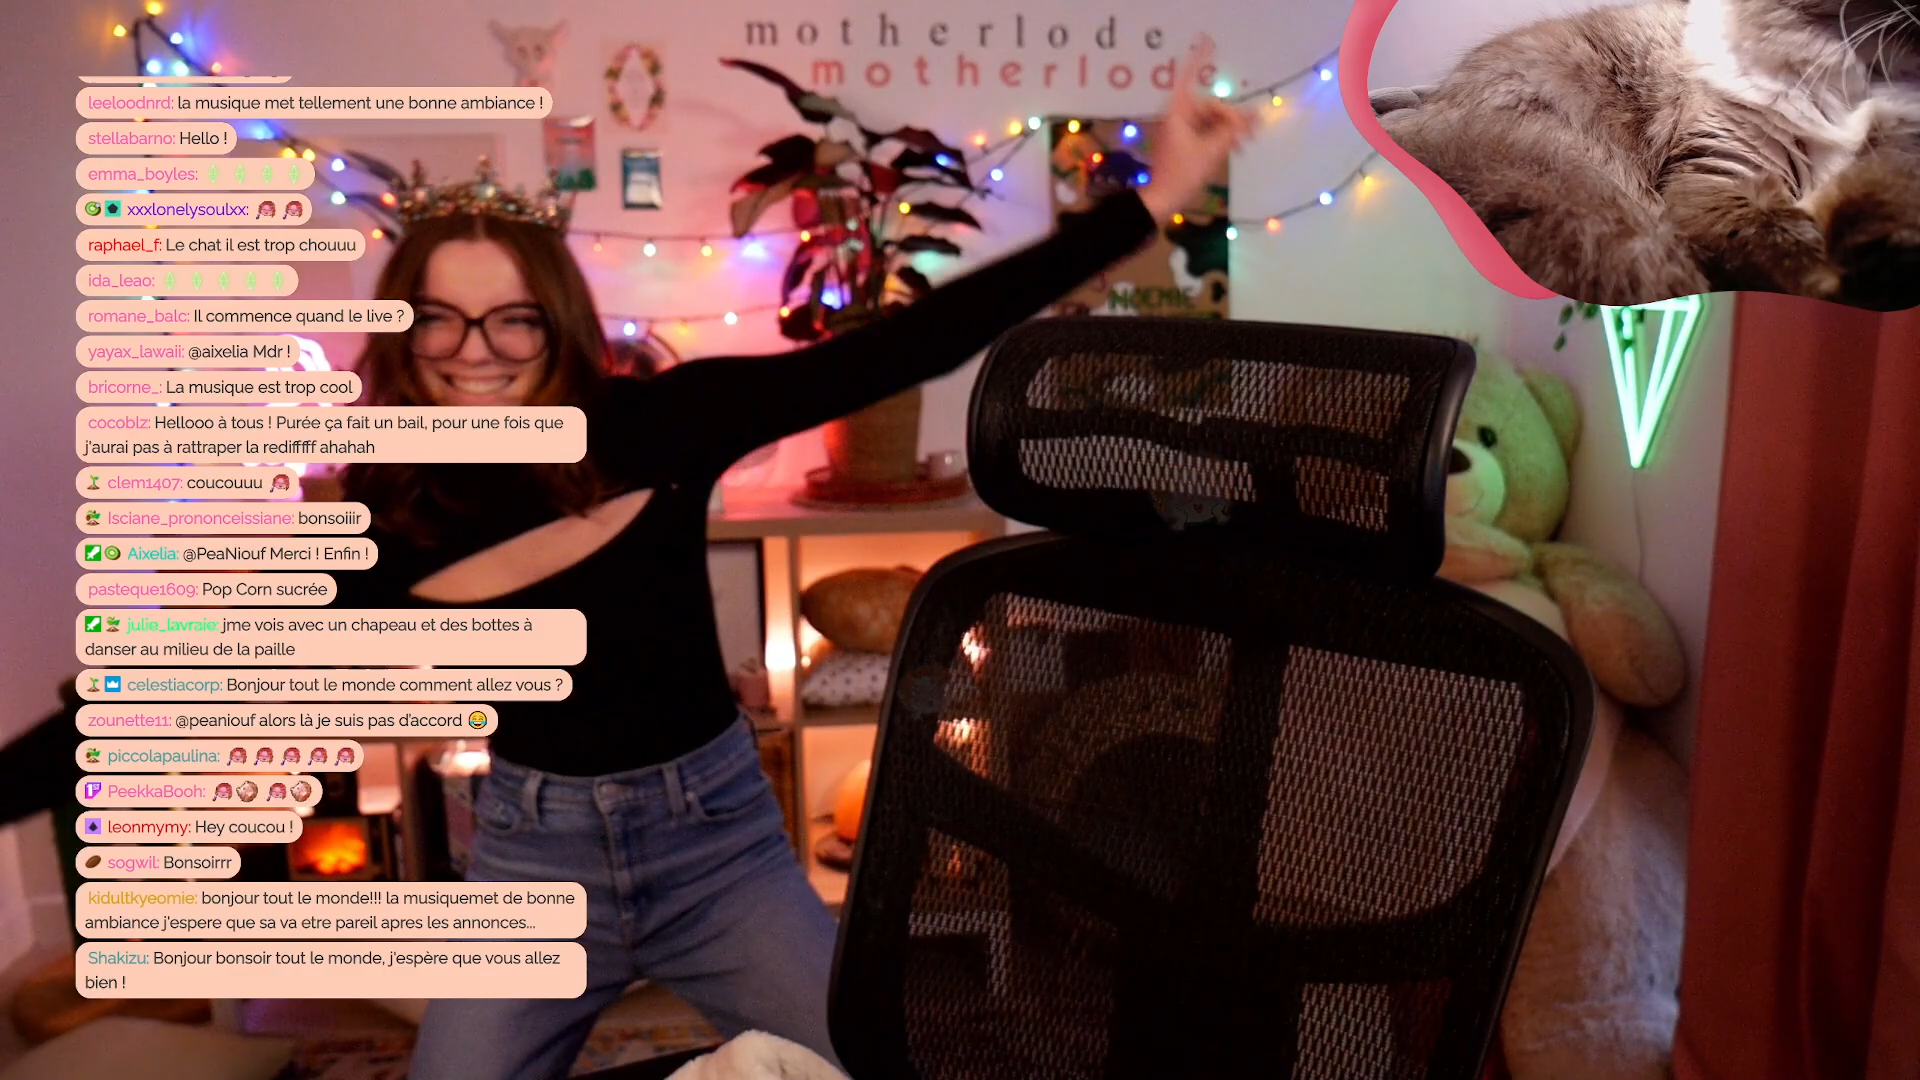 motherlode
motherlode.
leeloodnrd: la musique met tellement une bonne ambiance !
stellabarno: Hello !
emma_boyles:
xxxlonelysoulxx:
raphael_f: Le chat il est trop chouuu
ida_leao:
romane_balc: Il commence quand le live ?
yayax_lawaii: @aixelia Mdr !
bricorne_: La musique est trop cool
cocoblz: Hellooo à tous ! Purée ça fait un bail, pour une fois que
j'aurai pas à rattraper la rediffffff ahahah
clem1407: coucouuu
lsciane_prononceissiane: bonsoiiir
Aixelia: @PeaNiouf Merci ! Enfin !
pasteque1609: Pop Corn sucrée
julie_lavraie: jme vois avec un chapeau et des bottes à
danser au milieu de la paille
celestiacorp: Bonjour tout le monde comment allez vous ?
zounette11: @peaniouf alors là je suis pas d'accord 😂
piccolapaulina:
PeekkaBooh:
leonmymy: Hey coucou !
sogwil: Bonsoirrr
kidultkyeomie: bonjour tout le monde!!! la musiquemet de bonne
ambiance j'espere que sa va etre pareil apres les annonces...
Shakizu: Bonjour bonsoir tout le monde, j'espère que vous allez
bien !
NOEMIE